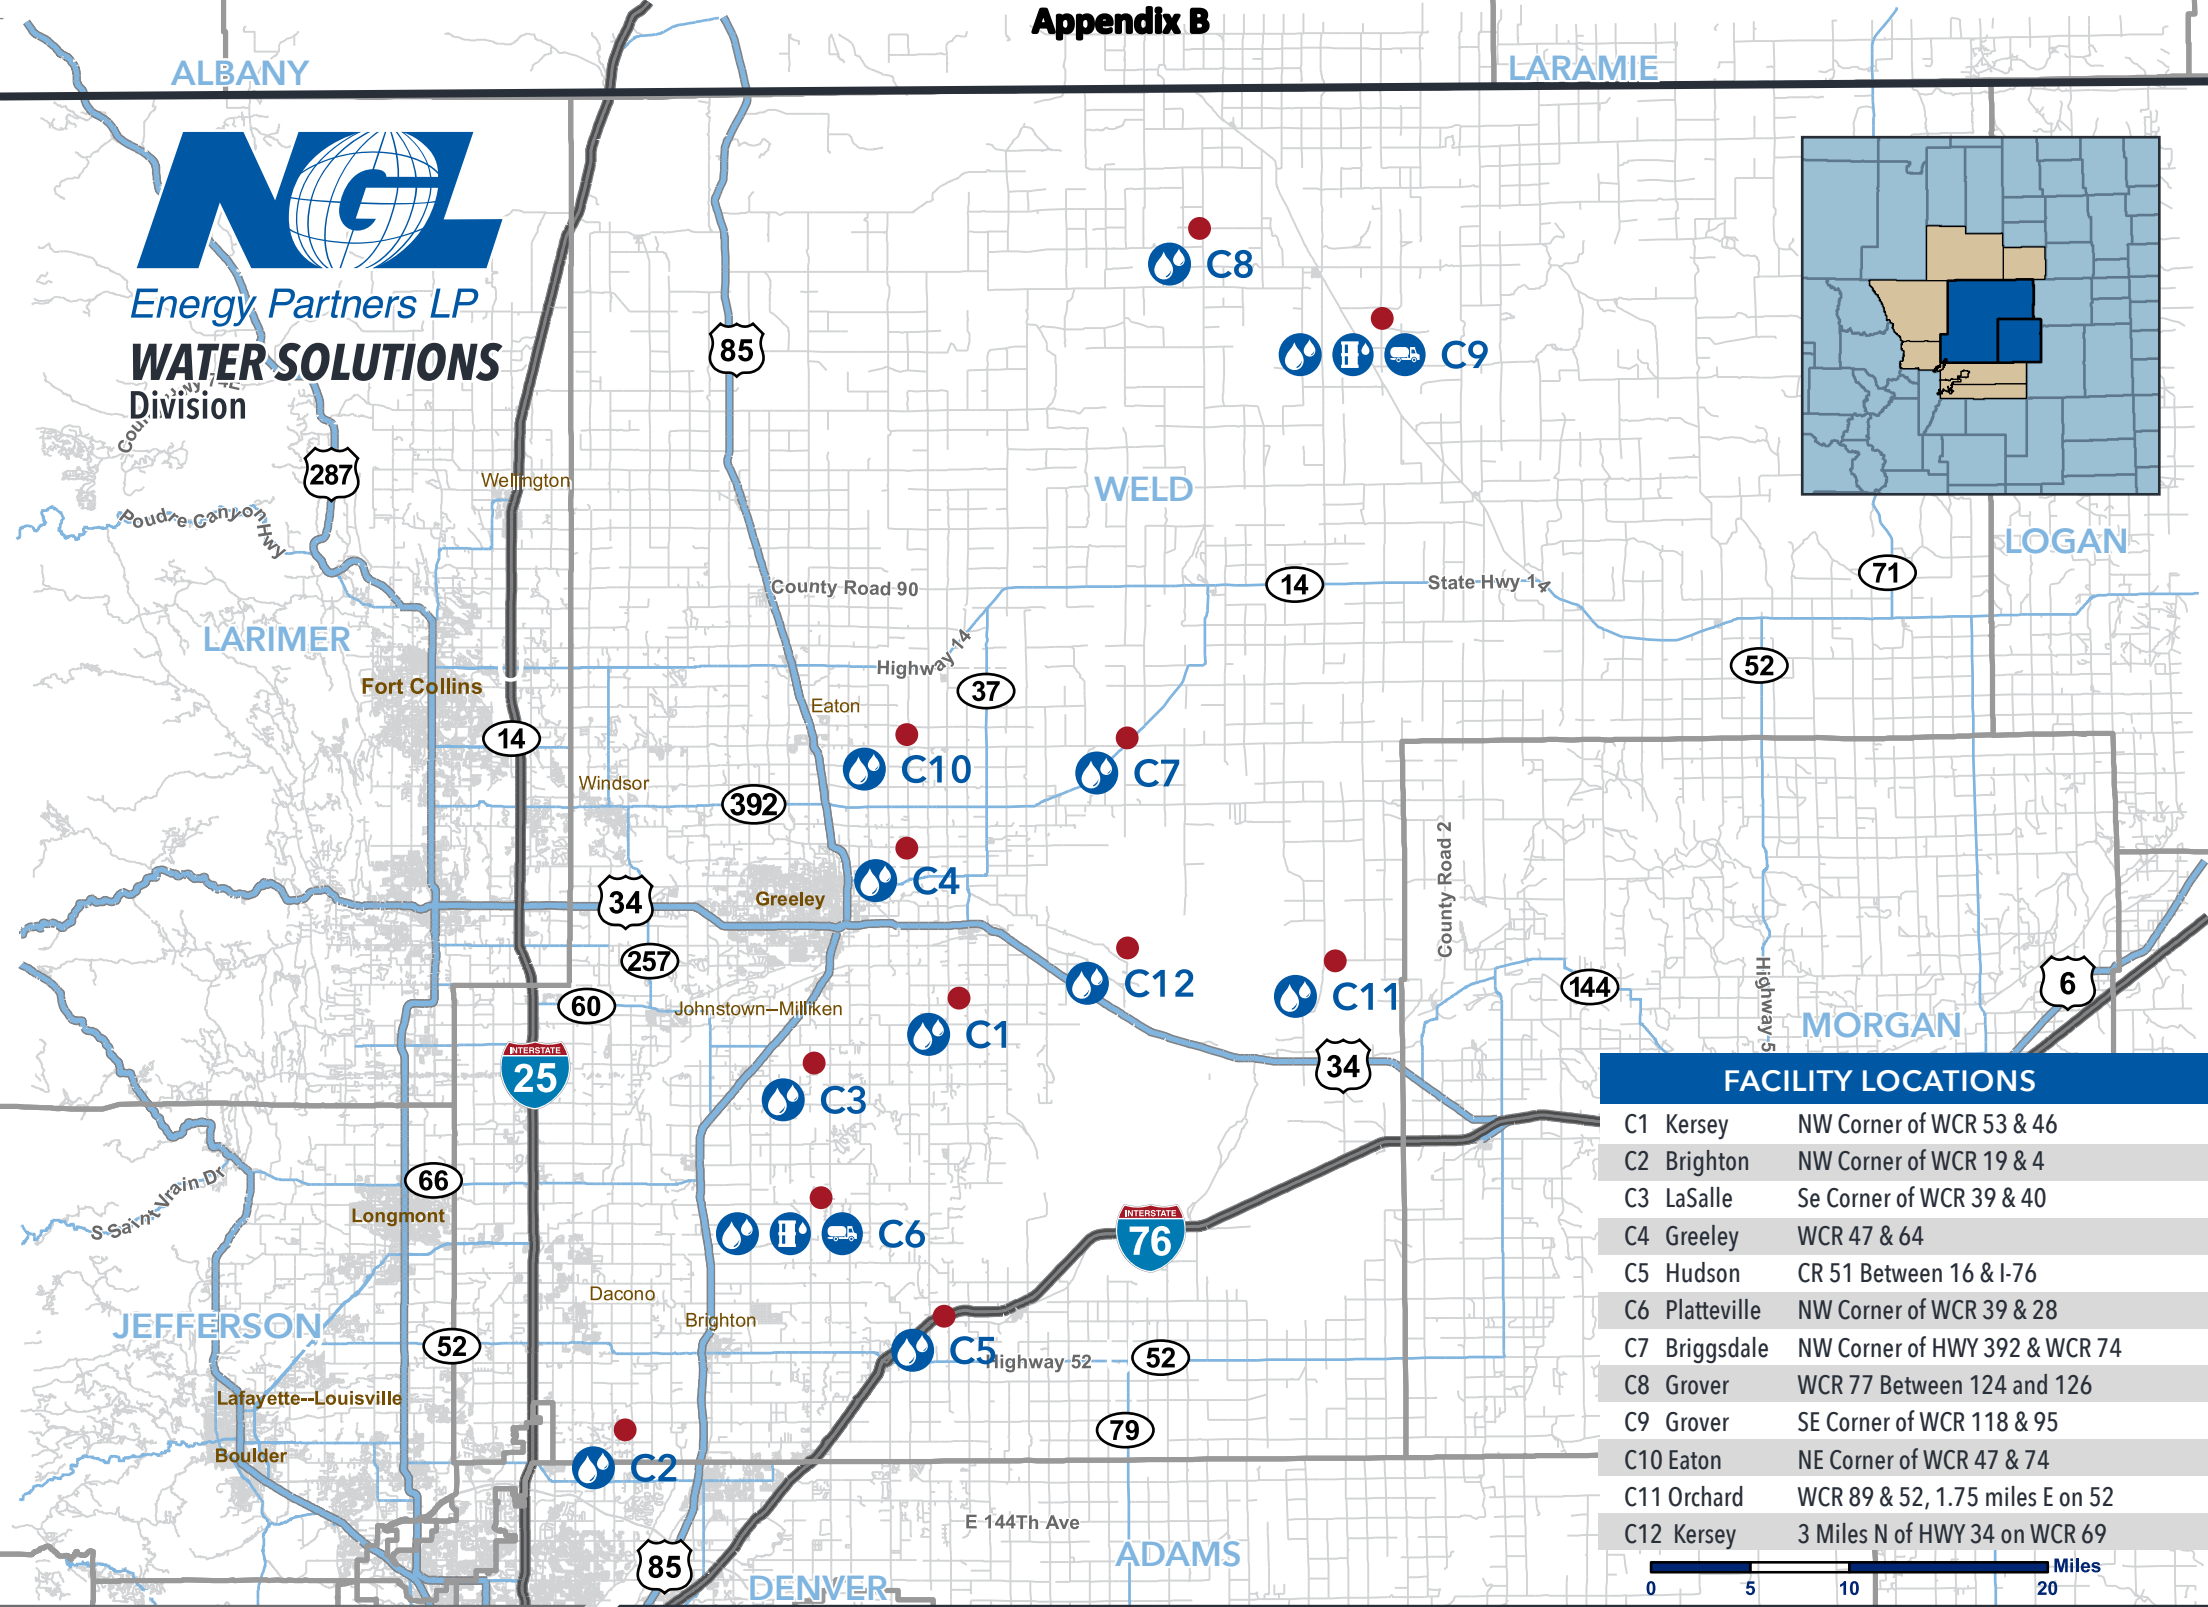 Appendix B
ALBANY
LARAMIE
NGL
Energy Partners LP
WATER SOLUTIONS
Division
C8
85
C9
287
Wellington
WELD
Poudre Canyon Hwy
LOGAN
71
14
State Hwy 14
County Road 90
LARIMER
Highway 14
52
Fort Collins
37
Eaton
14
C10
C7
Windsor
392
County Road 2
C4
Greeley
34
257
C12
C11
6
144
60
Johnstown--Milliken
C1
Highway 5
MORGAN
INTERSTATE
25
34
C3
66
S Saint Vrain Dr
Longmont
INTERSTATE
76
C6
Dacono
Brighton
JEFFERSON
52
C5
Highway 52
52
Lafayette--Louisville
79
Boulder
C2
E 144Th Ave
85
ADAMS
DENVER
FACILITY LOCATIONS
C1 Kersey NW Corner of WCR 53 & 46
C2 Brighton NW Corner of WCR 19 & 4
C3 LaSalle Se Corner of WCR 39 & 40
C4 Greeley WCR 47 & 64
C5 Hudson CR 51 Between 16 & I-76
C6 Platteville NW Corner of WCR 39 & 28
C7 Briggsdale NW Corner of HWY 392 & WCR 74
C8 Grover WCR 77 Between 124 and 126
C9 Grover SE Corner of WCR 118 & 95
C10 Eaton NE Corner of WCR 47 & 74
C11 Orchard WCR 89 & 52, 1.75 miles E on 52
C12 Kersey 3 Miles N of HWY 34 on WCR 69
Miles
0 5 10 20